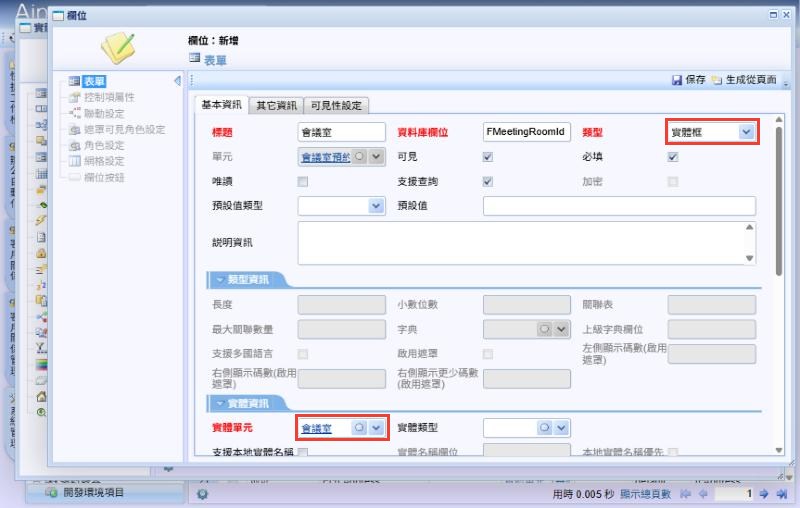 欄位
欄位：新增
表單
保存 生成從頁面
表單
控制項屬性
聯動設定
遮罩可見角色設定
角色設定
網格設定
欄位按鈕
基本資訊 其它資訊 可見性設定
標題 會議室 資料庫欄位 FMeetingRoomId 類型 實體框
單元 會議室預約 可見 必填
唯讀 支援查詢 加密
預設值類型 預設值
說明資訊
類型資訊
長度 小數位數 關聯表
最大關聯數量 字典 上級字典欄位
支援多國語言 啟用遮罩 左側顯示碼數(啟用遮罩)
右側顯示碼數(啟用遮罩) 右側顯示更少碼數(啟用遮罩)
實體資訊
實體單元 會議室 實體類型
支援本地實體名稱 實體名稱欄位 本地實體名稱優先
開發環境項目
用時 0.005 秒 顯示總頁數 1